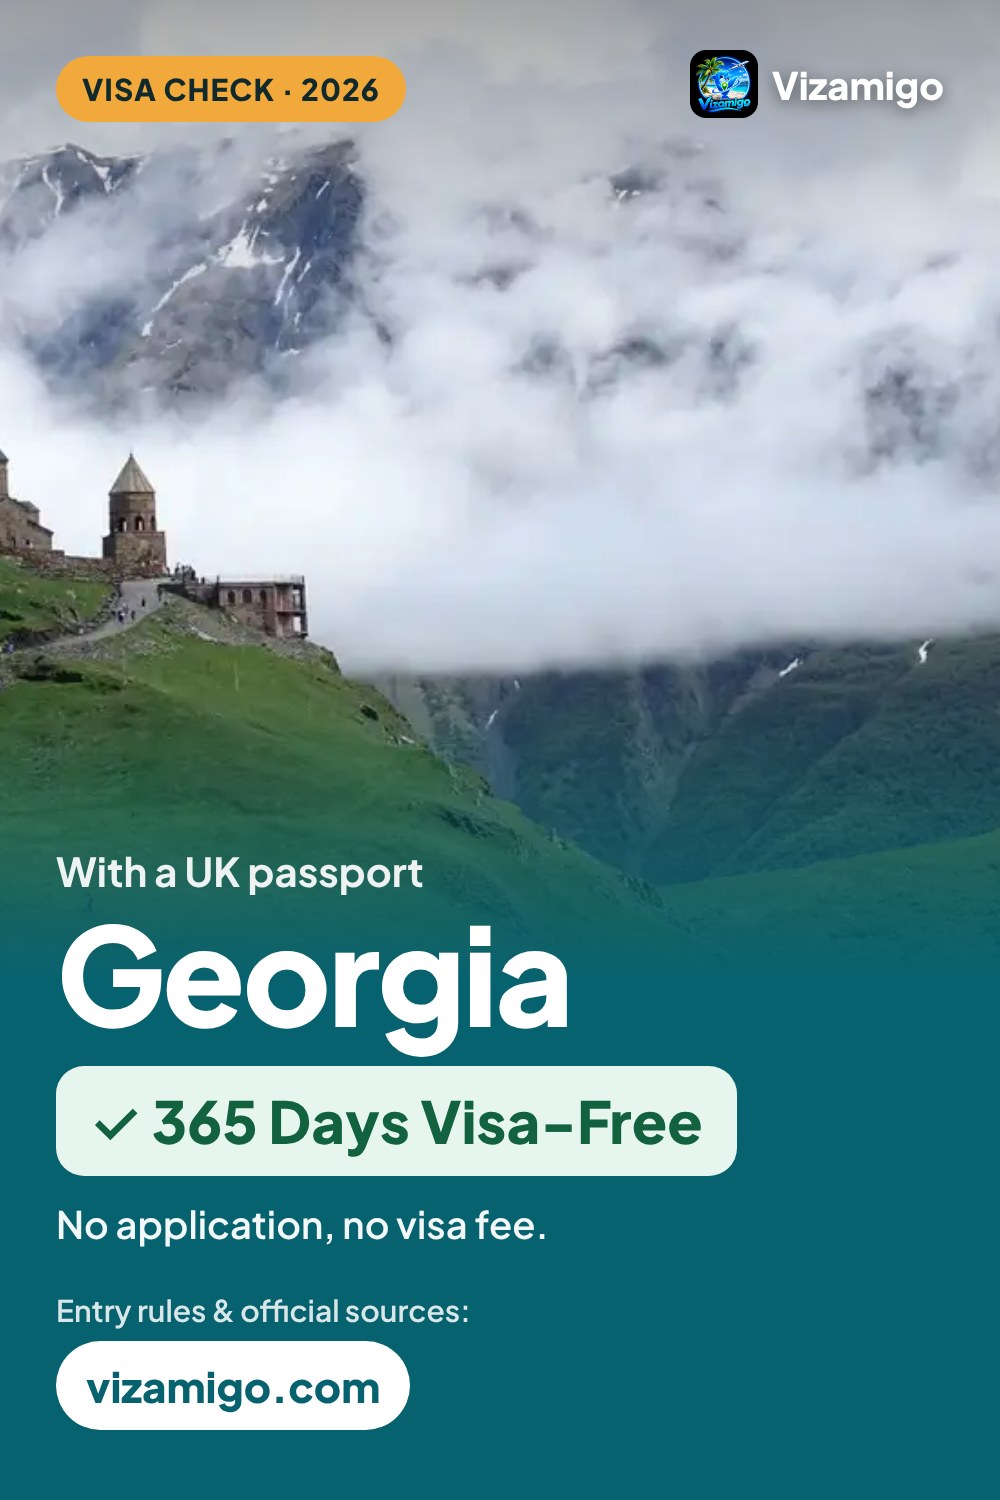 VISA CHECK · 2026
Vizamigo
Vizamigo
With a UK passport
Georgia
✓ 365 Days Visa-Free
No application, no visa fee.
Entry rules & official sources:
vizamigo.com